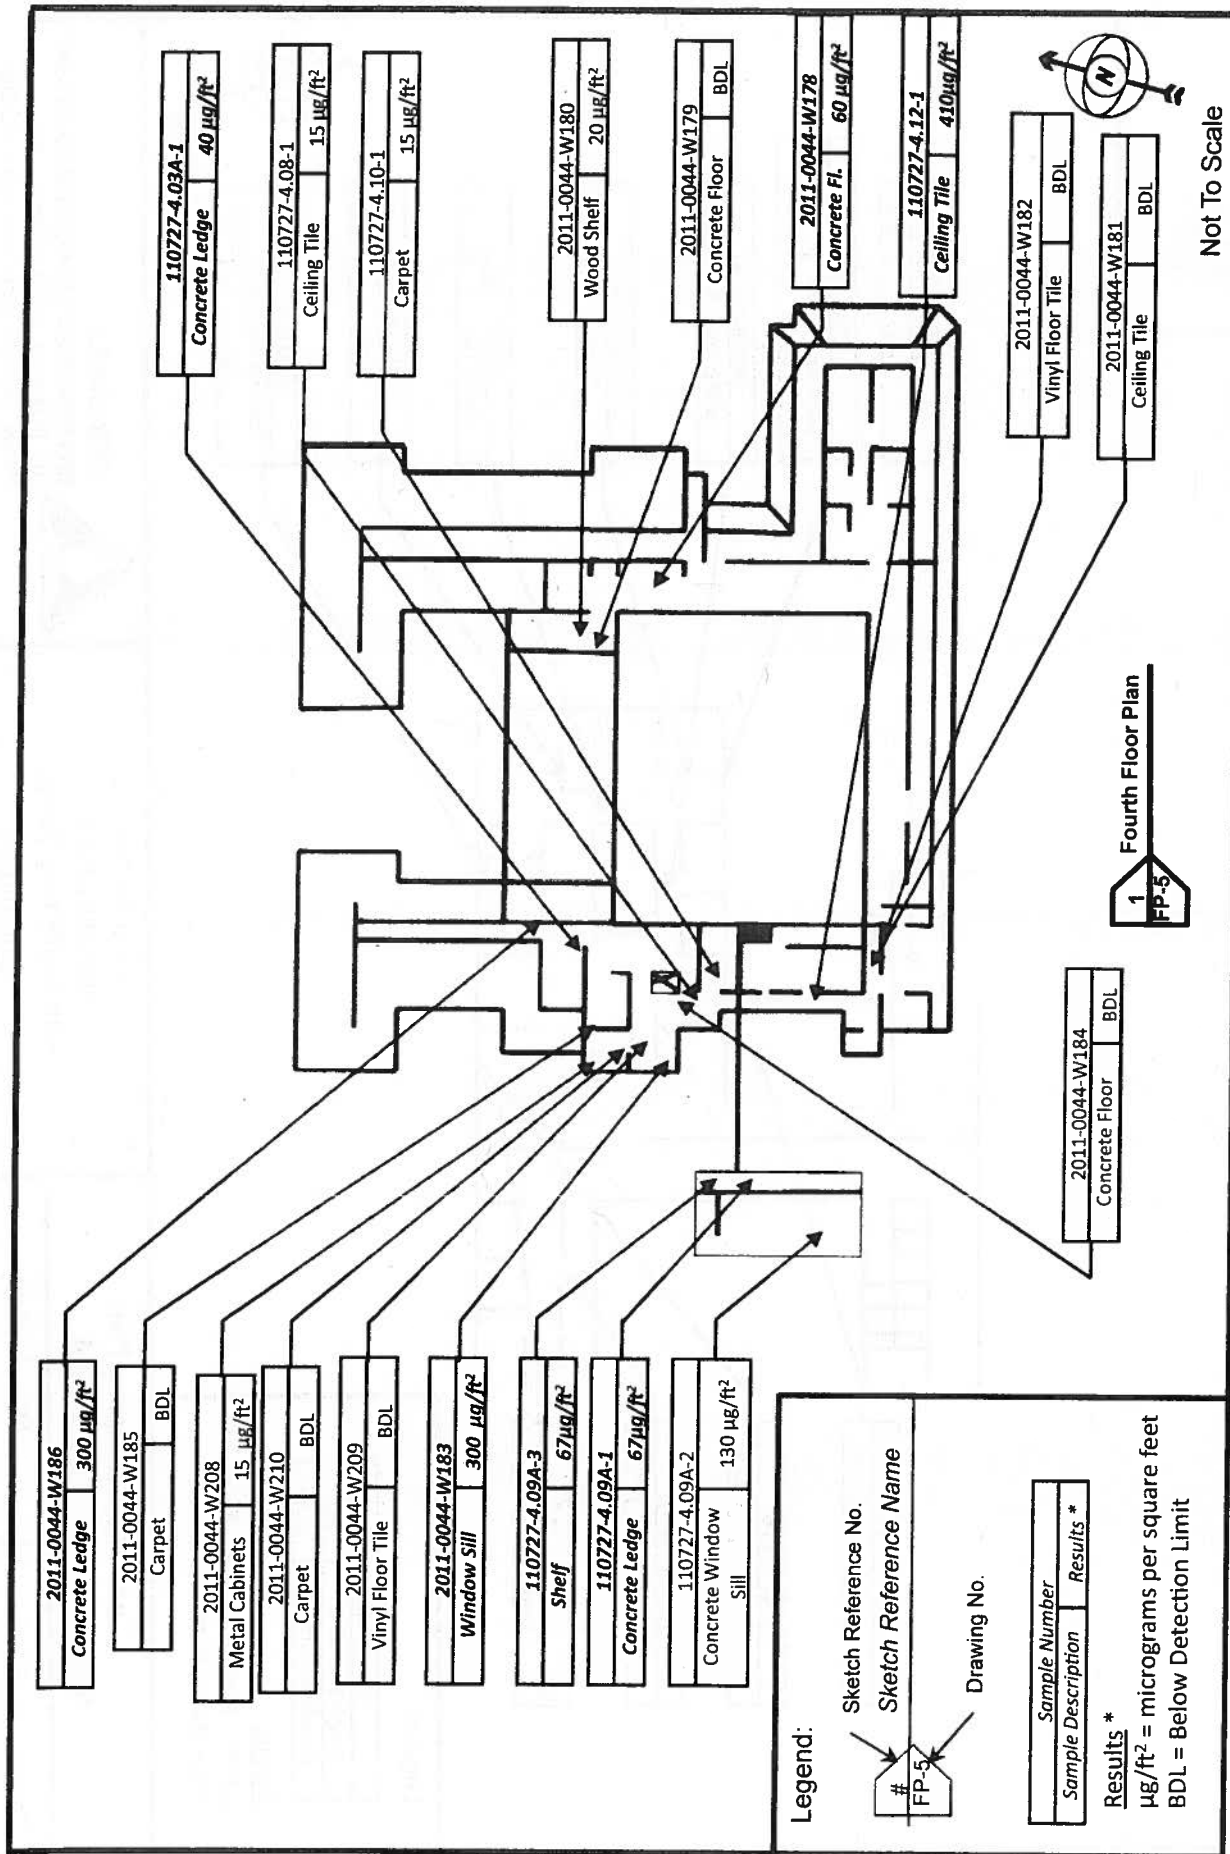 2011-0044-W186
Concrete Ledge 300 µg/ft²
2011-0044-W185
Carpet BDL
2011-0044-W208
Metal Cabinets 15 µg/ft²
2011-0044-W210
Carpet BDL
2011-0044-W209
Vinyl Floor Tile BDL
2011-0044-W183
Window Sill 300 µg/ft²
110727-4.09A-3
Shelf 67µg/ft²
110727-4.09A-1
Concrete Ledge 67µg/ft²
110727-4.09A-2
Concrete Window 130 µg/ft²
Sill
110727-4.03A-1
Concrete Ledge 40 µg/ft²
110727-4.08-1
Ceiling Tile 15 µg/ft²
110727-4.10-1
Carpet 15 µg/ft²
2011-0044-W180
Wood Shelf 20 µg/ft²
2011-0044-W179
Concrete Floor BDL
2011-0044-W178
Concrete Fl. 60 µg/ft²
110727-4.12-1
Ceiling Tile 410µg/ft²
2011-0044-W182
Vinyl Floor Tile BDL
2011-0044-W181
Ceiling Tile BDL
2011-0044-W184
Concrete Floor BDL
N
Not To Scale
1
FP-5
Fourth Floor Plan
Legend:
Sketch Reference No.
Sketch Reference Name
#
FP-5
Drawing No.
Sample Number
Sample Description Results *
Results *
µg/ft² = micrograms per square feet
BDL = Below Detection Limit